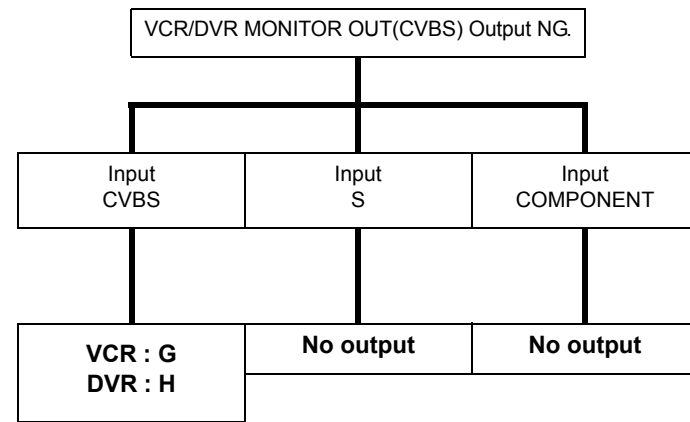 VCR/DVR MONITOR OUT(CVBS) Output NG.
Input
CVBS
Input
S
Input
COMPONENT
VCR : G
DVR : H
No output
No output